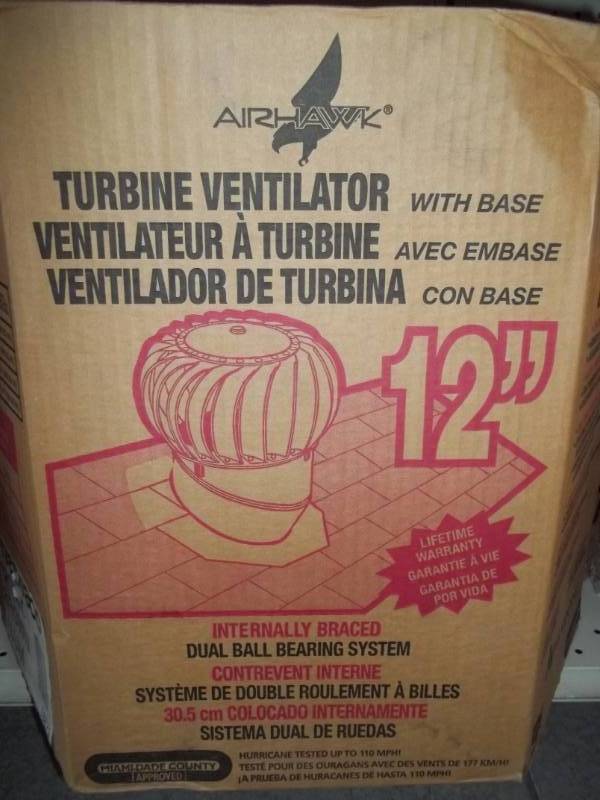 AIRHAWK®
TURBINE VENTILATOR WITH BASE
VENTILATEUR À TURBINE AVEC EMBASE
VENTILADOR DE TURBINA CON BASE
12”
LIFETIME
WARRANTY
GARANTIE À VIE
GARANTIA DE
POR VIDA
INTERNALLY BRACED
DUAL BALL BEARING SYSTEM
CONTREVENT INTERNE
SYSTÈME DE DOUBLE ROULEMENT À BILLES
30.5 cm COLOCADO INTERNAMENTE
SISTEMA DUAL DE RUEDAS
MIAMI-DADE COUNTY
APPROVED
HURRICANE TESTED UP TO 110 MPH!
TESTÉ POUR DES OURAGANS AVEC DES VENTS DE 177 KM/H!
¡A PRUEBA DE HURACANES DE HASTA 110 MPH!